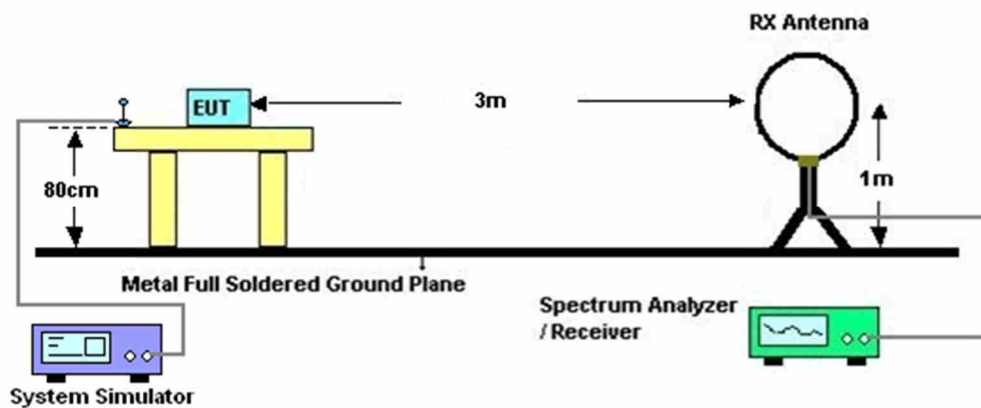 RX Antenna
EUT
3m
80cm
1m
Metal Full Soldered Ground Plane
Spectrum Analyzer
/ Receiver
System Simulator